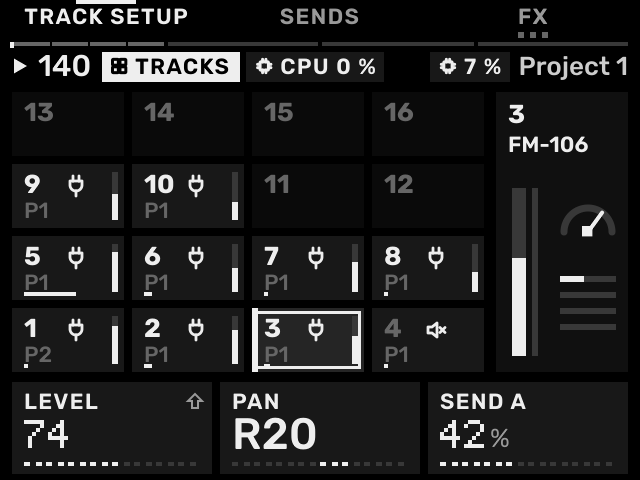 TRACK SETUP SENDS FX
140 TRACKS CPU 0 % 7 % Project 1
13 14 15 16
3
FM-106
9 10 11 12
P1 P1
5 6 7 8
P1 P1 P1 P1
1 2 3 4
P2 P1 P1 P1
LEVEL PAN SEND A
74 R20 42 %